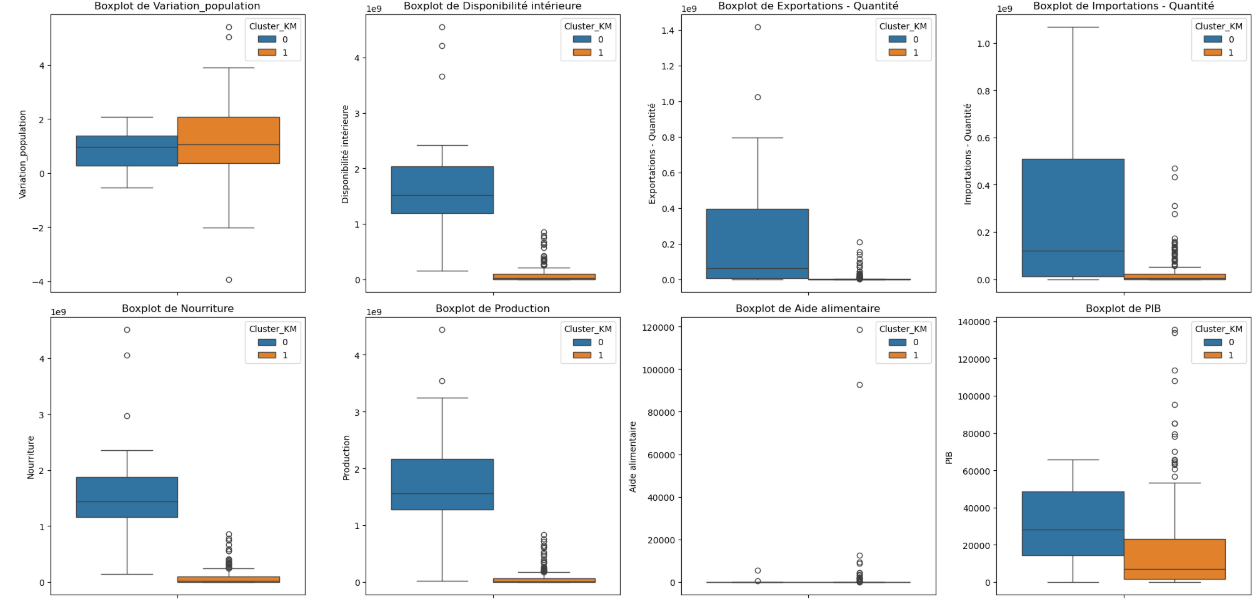 Boxplot de Variation_population
Cluster_KM
0
1
4
2
0
−2
−4
Variation_population
Boxplot de Disponibilité intérieure
1e9
Cluster_KM
0
1
4
3
2
1
0
Disponibilité intérieure
Boxplot de Exportations - Quantité
1e9
Cluster_KM
0
1
1.4
1.2
1.0
0.8
0.6
0.4
0.2
0.0
Exportations - Quantité
Boxplot de Importations - Quantité
1e9
Cluster_KM
0
1
1.0
0.8
0.6
0.4
0.2
0.0
Importations - Quantité
Boxplot de Nourriture
1e9
Cluster_KM
0
1
4
3
2
1
0
Nourriture
Boxplot de Production
1e9
Cluster_KM
0
1
4
3
2
1
0
Production
Boxplot de Aide alimentaire
Cluster_KM
0
1
120000
100000
80000
60000
40000
20000
0
Aide alimentaire
Boxplot de PIB
Cluster_KM
0
1
140000
120000
100000
80000
60000
40000
20000
0
PIB